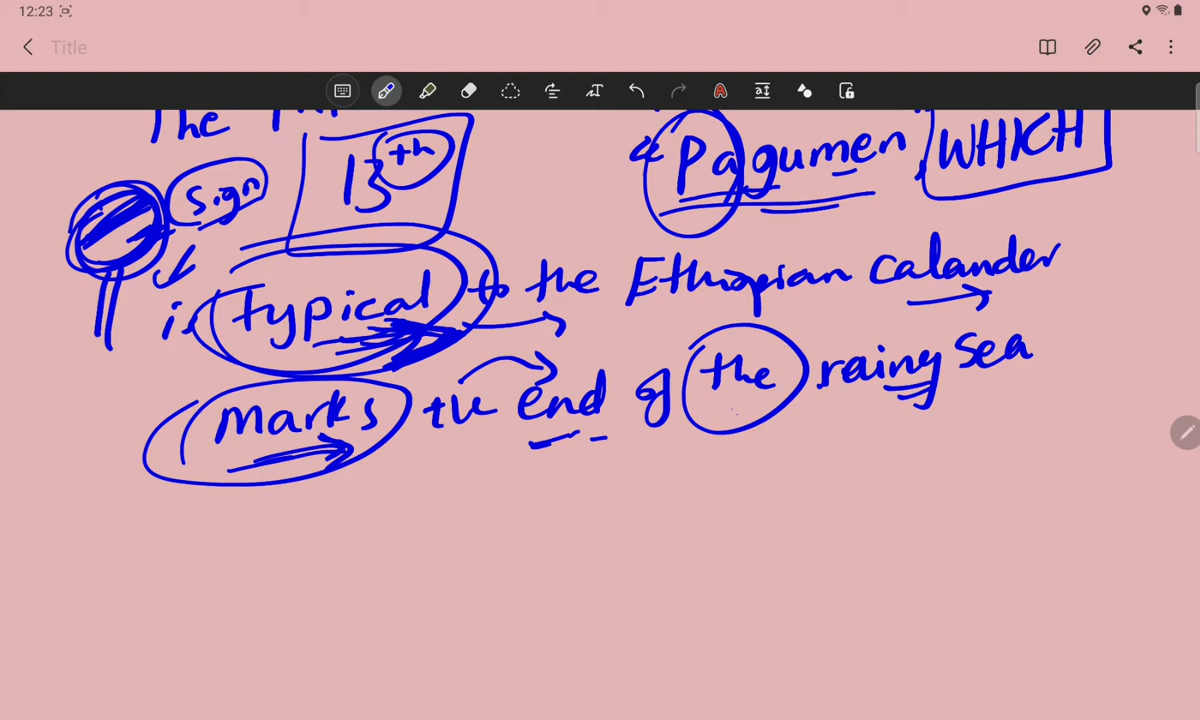 12:23
Title
The
13th "Pagumen, WHICH
Sign
is typical to the Ethiopian calander
marks the end of the rainy sea